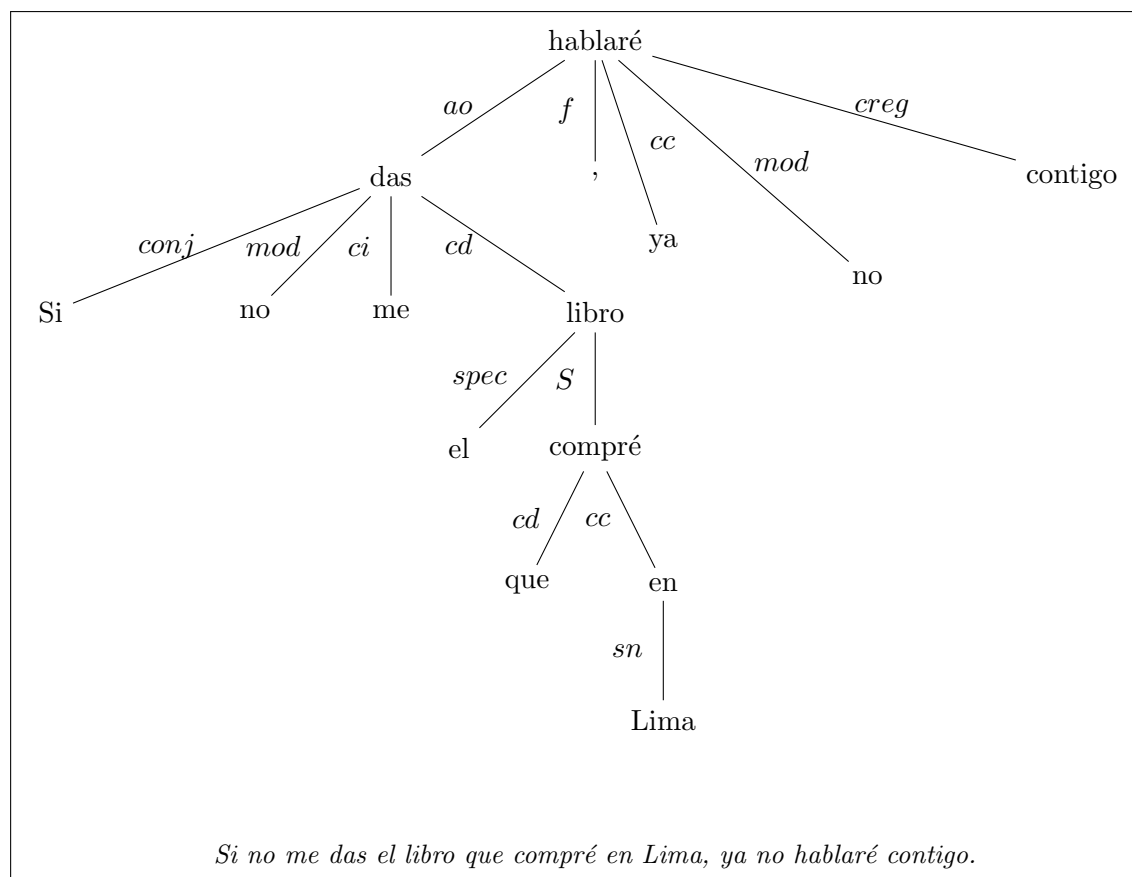 hablaré
ao f cc mod creg
das , contigo
conj mod ci cd ya no
Si no me libro
spec S
el compré
cd cc
que en
sn
Lima
Si no me das el libro que compré en Lima, ya no hablaré contigo.